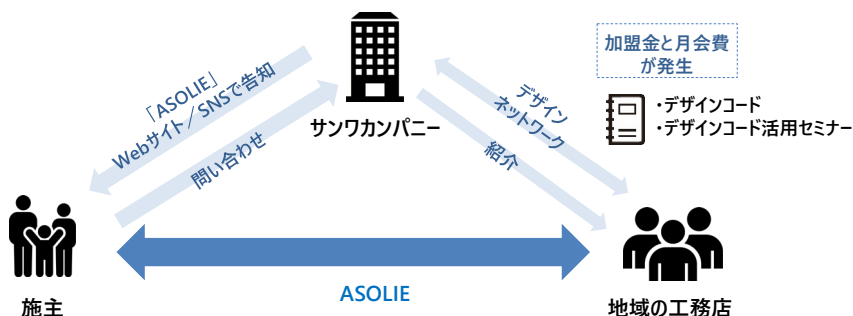 加盟金と月会費
が発生
「ASOLIE」
Webサイト／SNSで告知
問い合わせ
サンワカンパニー
デザイン
ネットワーク
紹介
・デザインコード
・デザインコード活用セミナー
ASOLIE
施主
地域の工務店